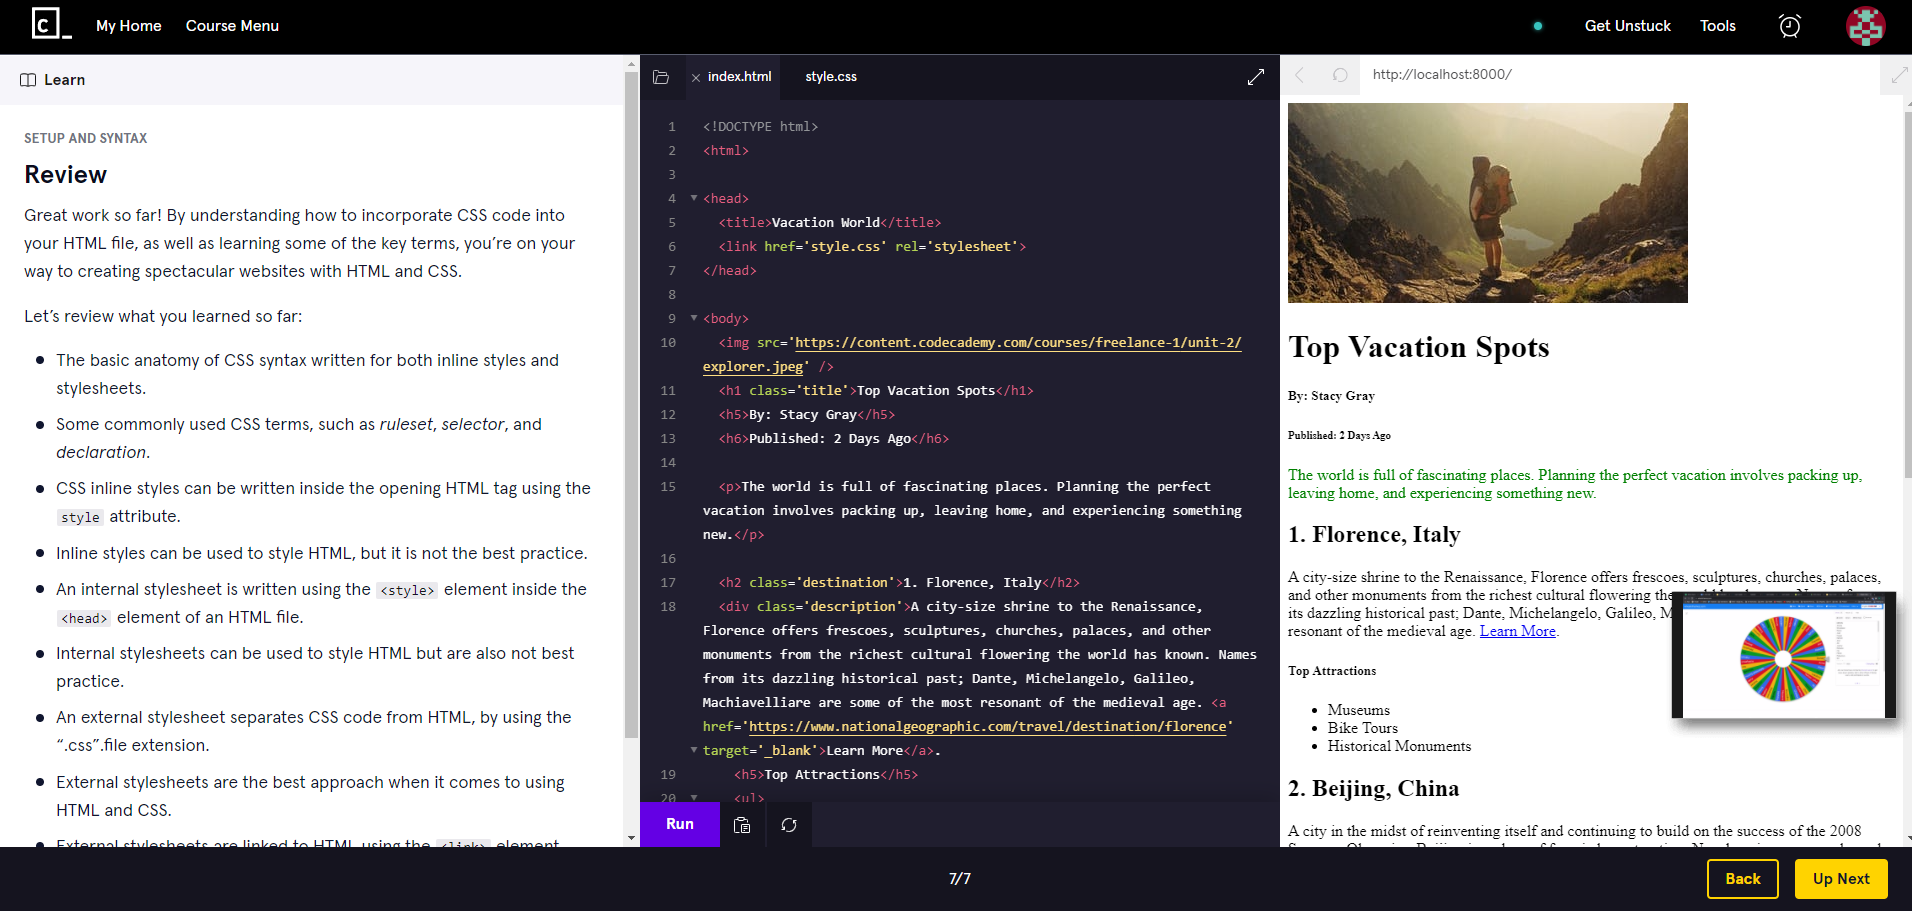 C_
My Home
Course Menu
Get Unstuck
Tools
Learn
SETUP AND SYNTAX
Review
Great work so far! By understanding how to incorporate CSS code into
your HTML file, as well as learning some of the key terms, you’re on your
way to creating spectacular websites with HTML and CSS.
Let’s review what you learned so far:
The basic anatomy of CSS syntax written for both inline styles and
stylesheets.
Some commonly used CSS terms, such as ruleset, selector, and
declaration.
CSS inline styles can be written inside the opening HTML tag using the
style attribute.
Inline styles can be used to style HTML, but it is not the best practice.
An internal stylesheet is written using the <style> element inside the
<head> element of an HTML file.
Internal stylesheets can be used to style HTML but are also not best
practice.
An external stylesheet separates CSS code from HTML, by using the
“.css”.file extension.
External stylesheets are the best approach when it comes to using
HTML and CSS.
External stylesheets are linked to HTML using the <link> element
index.html
style.css
1 <!DOCTYPE html>
2 <html>
3
4 <head>
5 <title>Vacation World</title>
6 <link href='style.css' rel='stylesheet'>
7 </head>
8
9 <body>
10 <img src='https://content.codecademy.com/courses/freelance-1/unit-2/
explorer.jpeg' />
11 <h1 class='title'>Top Vacation Spots</h1>
12 <h5>By: Stacy Gray</h5>
13 <h6>Published: 2 Days Ago</h6>
14
15 <p>The world is full of fascinating places. Planning the perfect
vacation involves packing up, leaving home, and experiencing something
new.</p>
16
17 <h2 class='destination'>1. Florence, Italy</h2>
18 <div class='description'>A city-size shrine to the Renaissance,
Florence offers frescoes, sculptures, churches, palaces, and other
monuments from the richest cultural flowering the world has known. Names
from its dazzling historical past; Dante, Michelangelo, Galileo,
Machiavelliare are some of the most resonant of the medieval age. <a
href='https://www.nationalgeographic.com/travel/destination/florence'
target='_blank'>Learn More</a>.
19 <h5>Top Attractions</h5>
20 <ul>
Run
http://localhost:8000/
Top Vacation Spots
By: Stacy Gray
Published: 2 Days Ago
The world is full of fascinating places. Planning the perfect vacation involves packing up,
leaving home, and experiencing something new.
1. Florence, Italy
A city-size shrine to the Renaissance, Florence offers frescoes, sculptures, churches, palaces,
and other monuments from the richest cultural flowering the
its dazzling historical past; Dante, Michelangelo, Galileo, M
resonant of the medieval age. Learn More.
Top Attractions
Museums
Bike Tours
Historical Monuments
2. Beijing, China
A city in the midst of reinventing itself and continuing to build on the success of the 2008
7/7
Back
Up Next